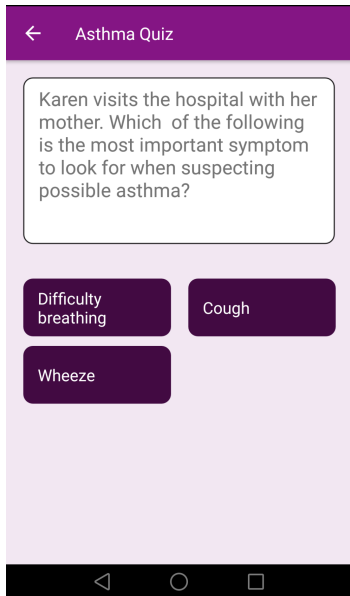 Asthma Quiz
Karen visits the hospital with her
mother. Which  of the following
is the most important symptom
to look for when suspecting
possible asthma?
Difficulty
breathing
Cough
Wheeze